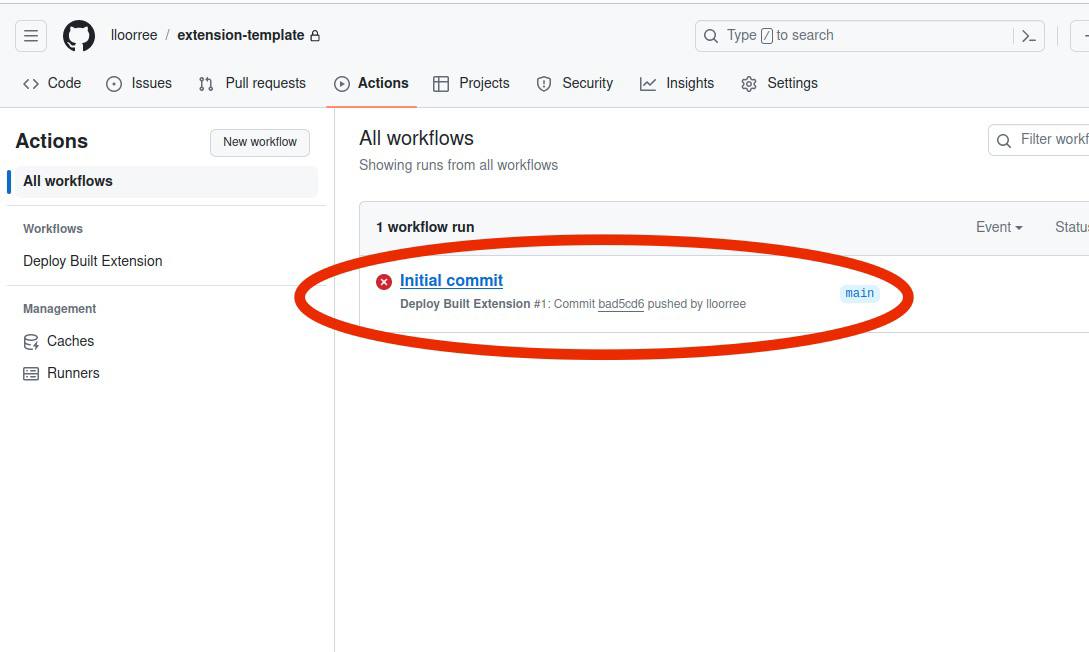 lloorree / extension-template
Type / to search
Code Issues Pull requests Actions Projects Security Insights Settings
Actions
New workflow
All workflows
Workflows
Deploy Built Extension
Management
Caches
Runners
All workflows
Showing runs from all workflows
Filter
1 workflow run
Event
Initial commit
Deploy Built Extension #1: Commit bad5cd6 pushed by lloorree
main